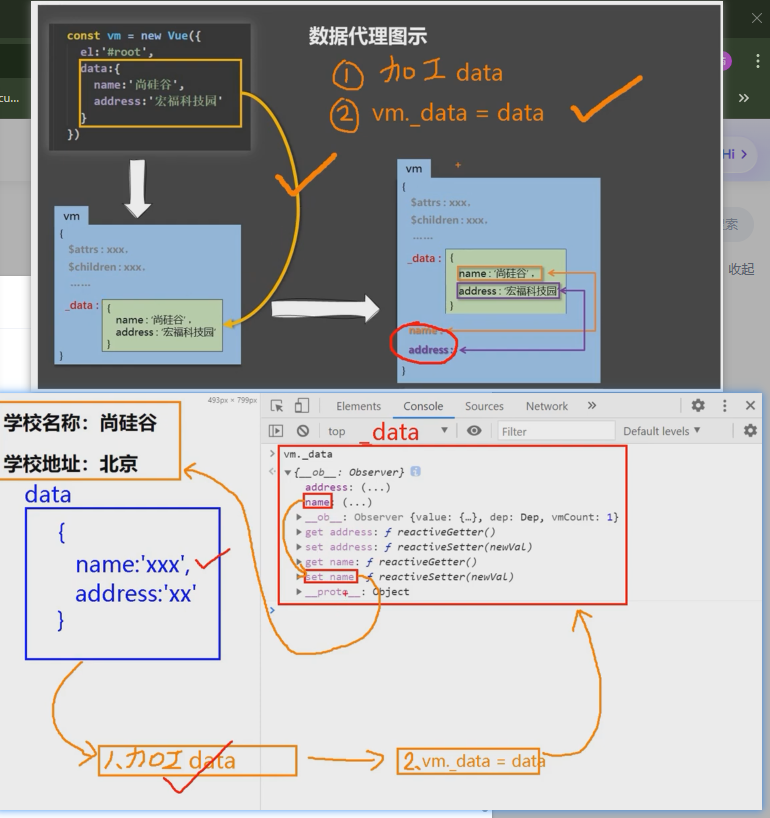 const vm = new Vue({
el:'#root',
data:{
name:'尚硅谷',
address:'宏福科技园'
}
})
数据代理图示
① 加工 data
② vm._data = data
cu...
Hi
索
收起
vm
{
$attrs : xxx,
$children : xxx,
......
_data :
{
name : '尚硅谷',
address : '宏福科技园'
}
}
vm
{
$attrs : xxx,
$children : xxx,
......
_data :
{
name : '尚硅谷',
address : '宏福科技园'
}
name :
address :
}
学校名称：尚硅谷
学校地址：北京
493px × 799px
data
{
name:'xxx',
address:'xx'
}
Elements Console Sources Network
top
Filter
Default levels
_data
vm._data
{__ob__: Observer}
address: (...)
name: (...)
__ob__: Observer {value: {…}, dep: Dep, vmCount: 1}
get address: ƒ reactiveGetter()
set address: ƒ reactiveSetter(newVal)
get name: ƒ reactiveGetter()
set name: ƒ reactiveSetter(newVal)
__proto__: Object
1、加工 data
2、vm._data = data